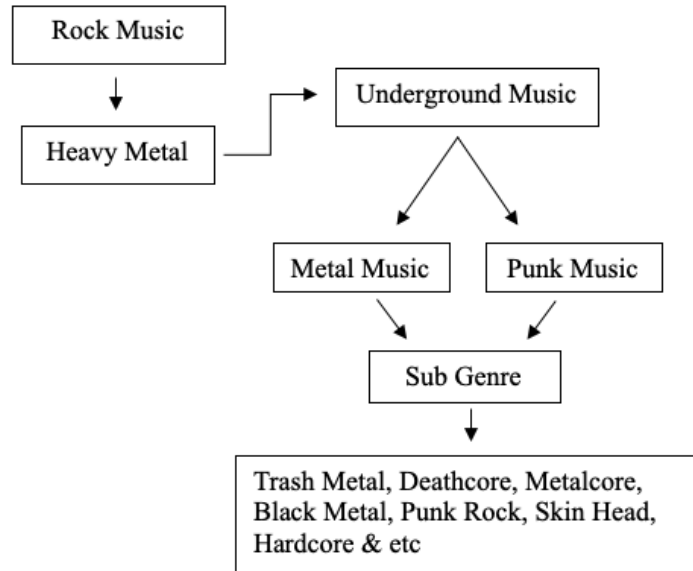 Rock Music
Underground Music
Heavy Metal
Metal Music
Punk Music
Sub Genre
Trash Metal, Deathcore, Metalcore,
Black Metal, Punk Rock, Skin Head,
Hardcore & etc